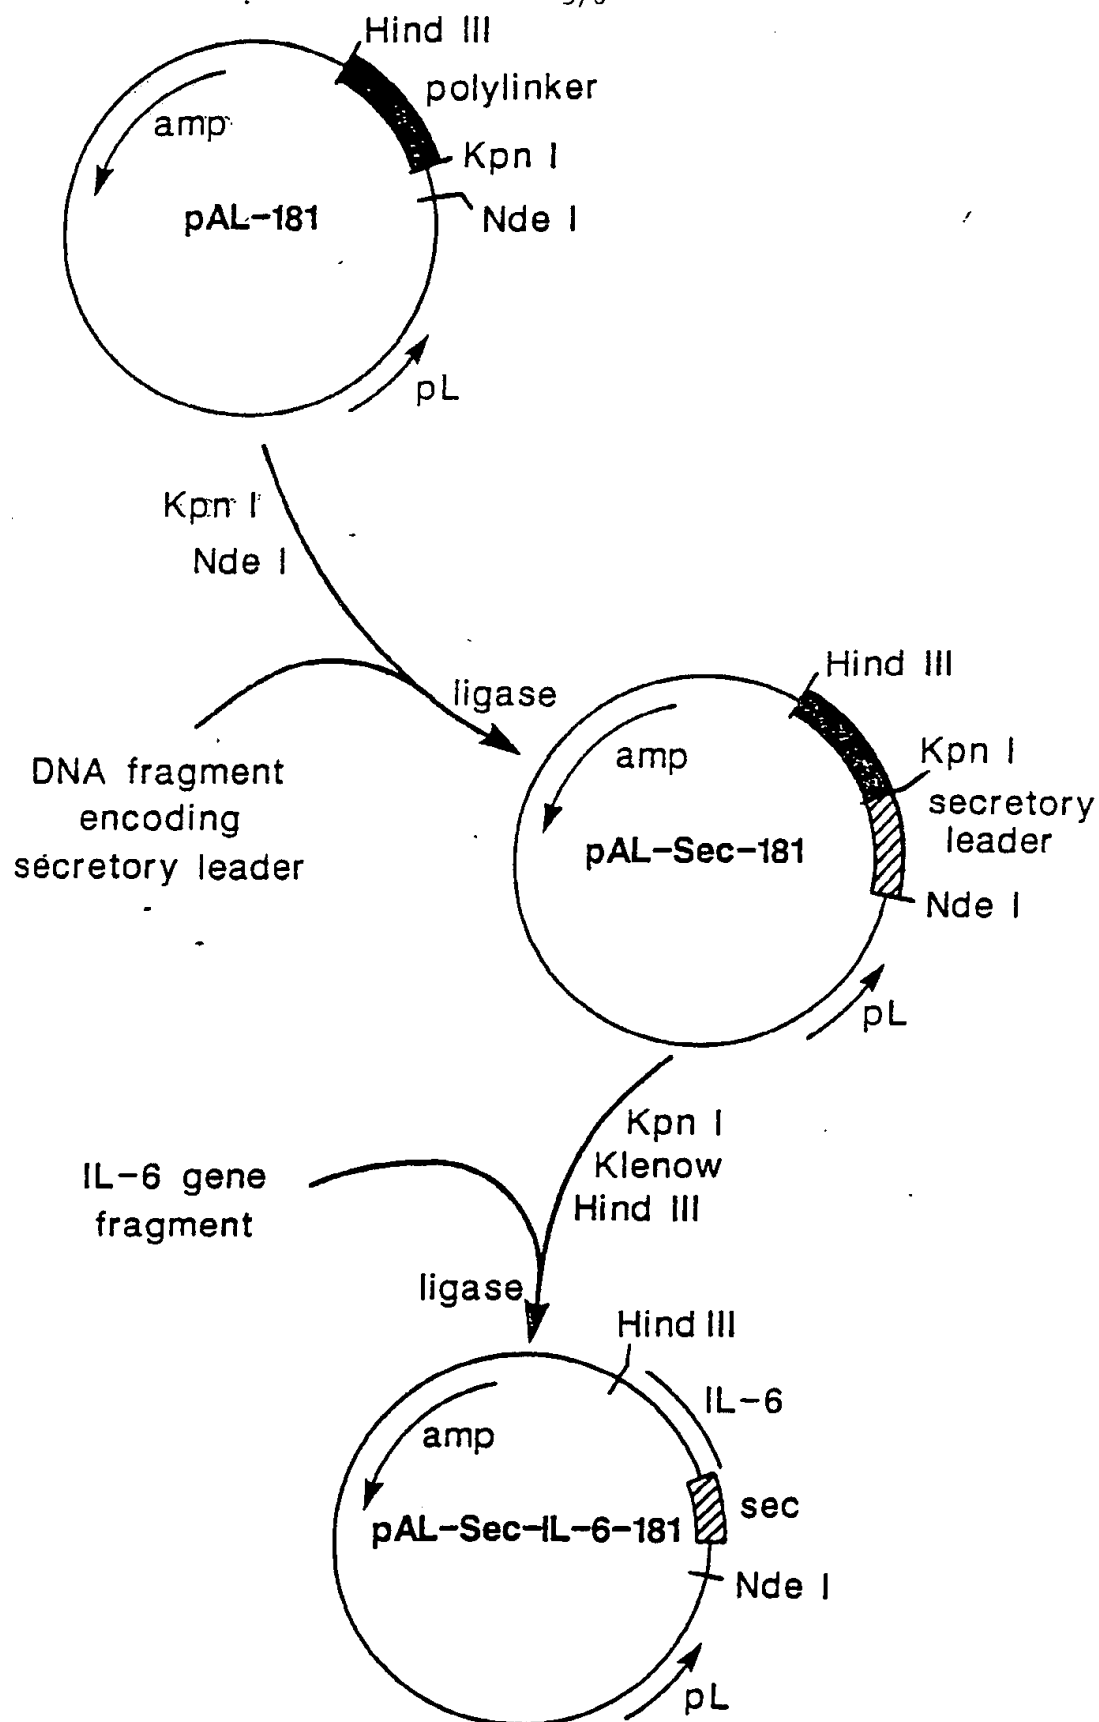 Hind III
polylinker
amp
Kpn I
pAL-181
Nde I
pL
Kpn I
Nde I
ligase
DNA fragment
encoding
secretory leader
Hind III
amp
Kpn I
secretory
leader
pAL-Sec-181
Nde I
pL
Kpn I
Klenow
Hind III
IL-6 gene
fragment
ligase
Hind III
IL-6
amp
sec
pAL-Sec-IL-6-181
Nde I
pL